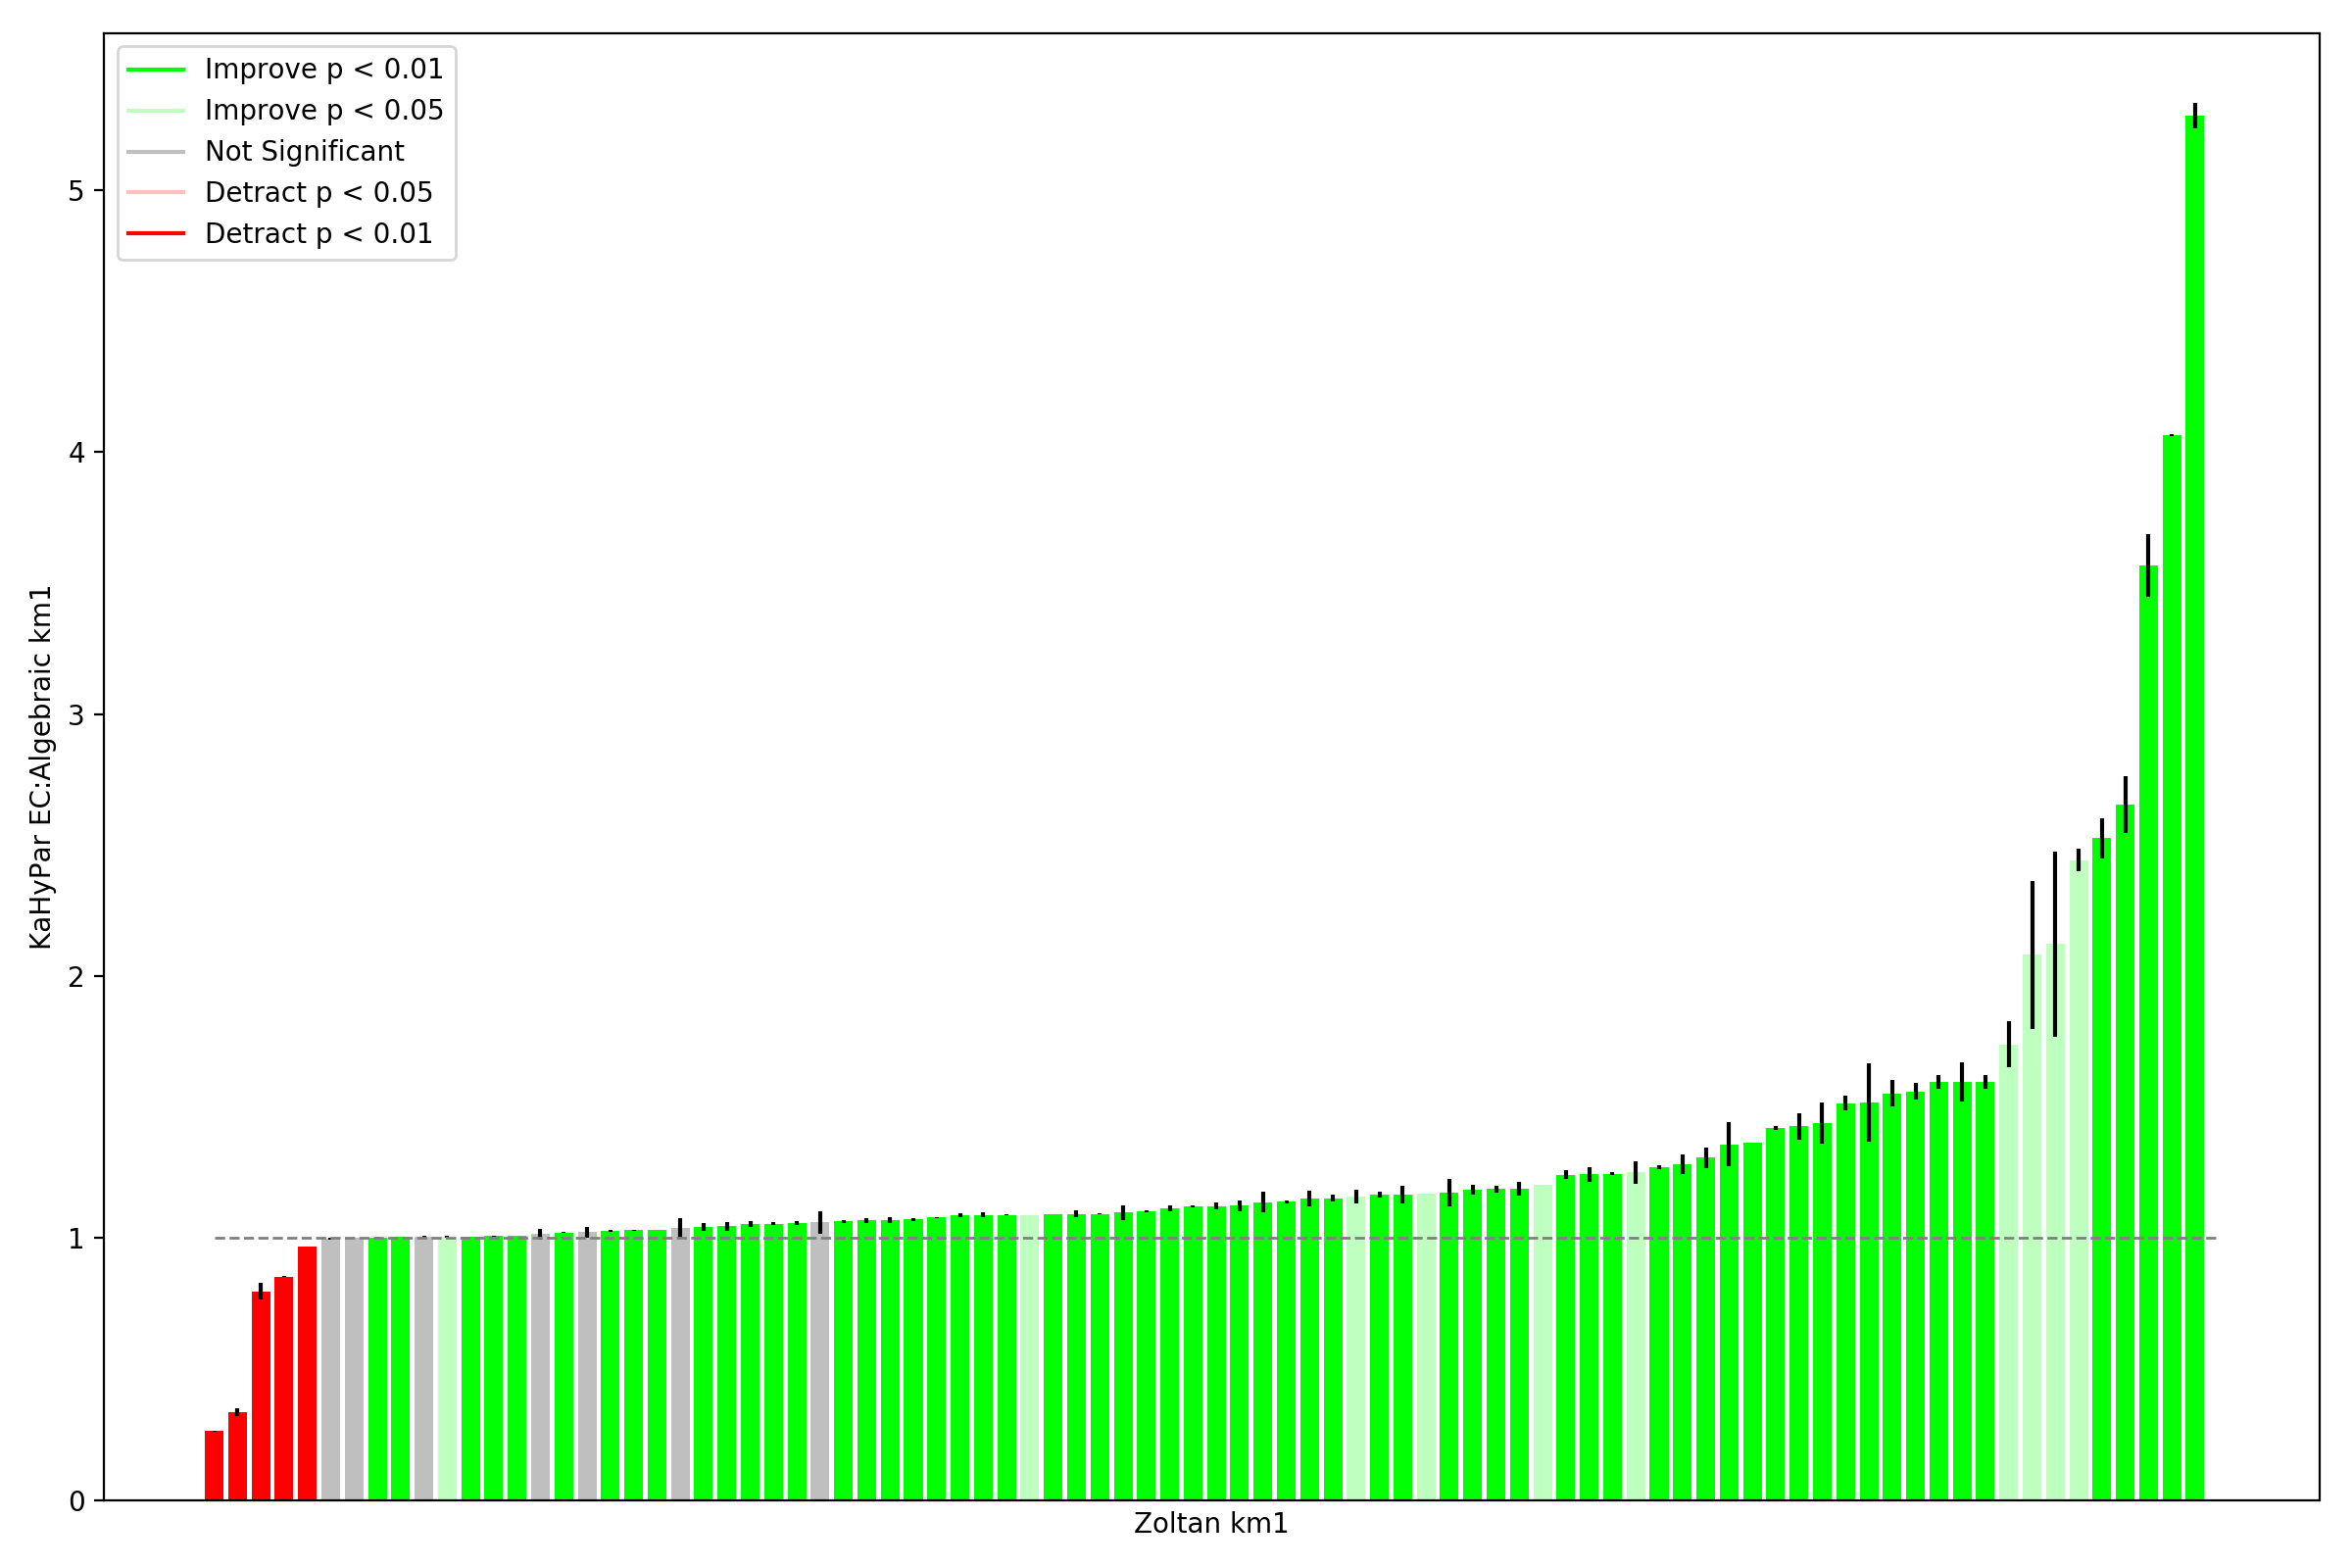 Improve p < 0.01
Improve p < 0.05
Not Significant
Detract p < 0.05
Detract p < 0.01
5
4
3
2
1
0
KaHyPar EC:Algebraic km1
Zoltan km1